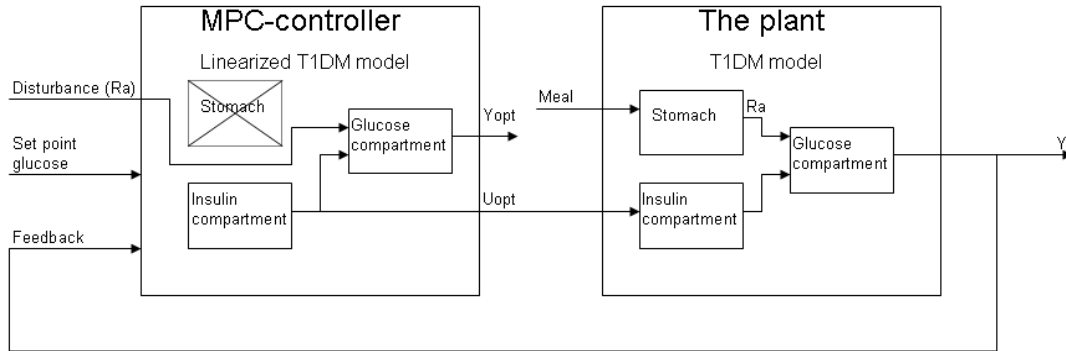 MPC-controller
Linearized T1DM model
Disturbance (Ra)
Set point
glucose
Feedback
Stomach
Glucose
compartment
Insulin
compartment
Yopt
Uopt
The plant
T1DM model
Meal
Stomach
Ra
Glucose
compartment
Insulin
compartment
Y